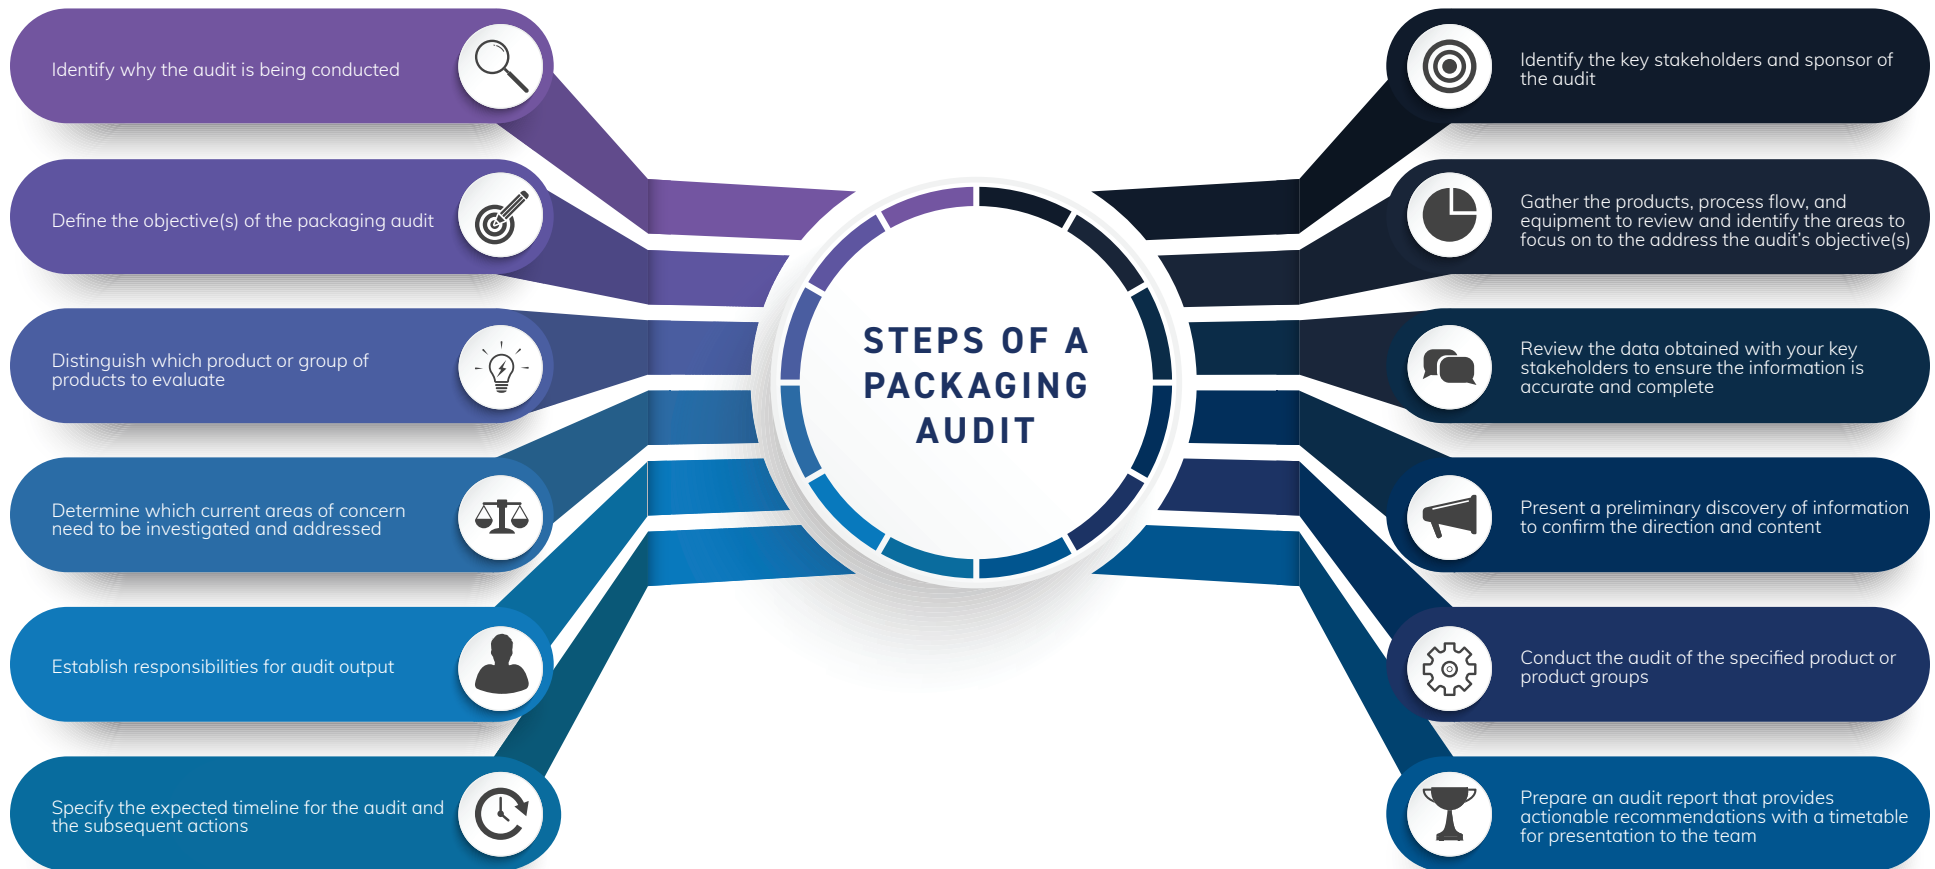 Identify why the audit is being conducted
Define the objective(s) of the packaging audit
Distinguish which product or group of
products to evaluate
Determine which current areas of concern
need to be investigated and addressed
Establish responsibilities for audit output
Specify the expected timeline for the audit and
the subsequent actions
STEPS OF A
PACKAGING
AUDIT
Identify the key stakeholders and sponsor of
the audit
Gather the products, process flow, and
equipment to review and identify the areas to
focus on to the address the audit's objective(s)
Review the data obtained with your key
stakeholders to ensure the information is
accurate and complete
Present a preliminary discovery of information
to confirm the direction and content
Conduct the audit of the specified product or
product groups
Prepare an audit report that provides
actionable recommendations with a timetable
for presentation to the team